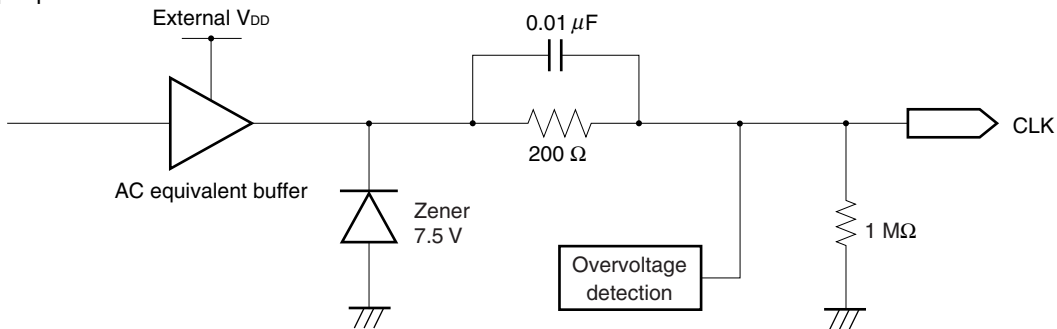 External VDD
0.01 μF
200 Ω
CLK
AC equivalent buffer
Zener
7.5 V
1 MΩ
Overvoltage
detection